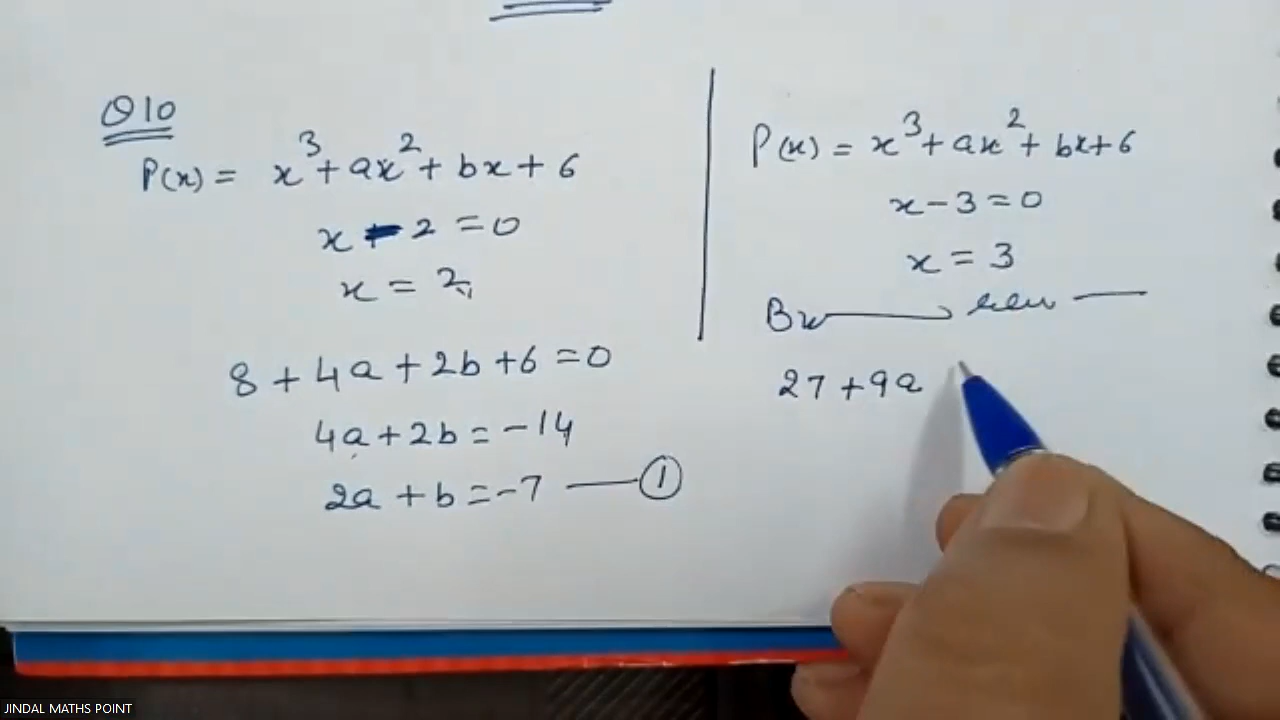 Q10
P(x) = x³ + ax² + bx + 6
x - 2 = 0
x = 2
8 + 4a + 2b + 6 = 0
4a + 2b = -14
2a + b = -7 — ①
P(x) = x³ + ax² + bx + 6
x - 3 = 0
x = 3
27 + 9a
JINDAL MATHS POINT